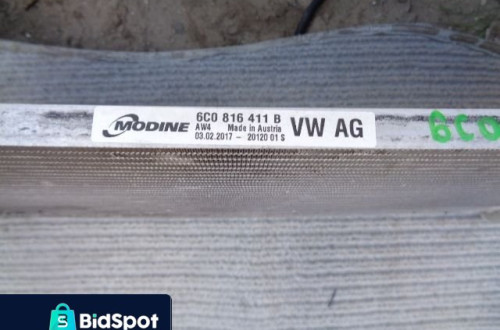 MODINE
6C0 816 411 B
AW4 Made in Austria
03.02.2017 - 20120 01 S
VW AG
6C0
S BidSpot